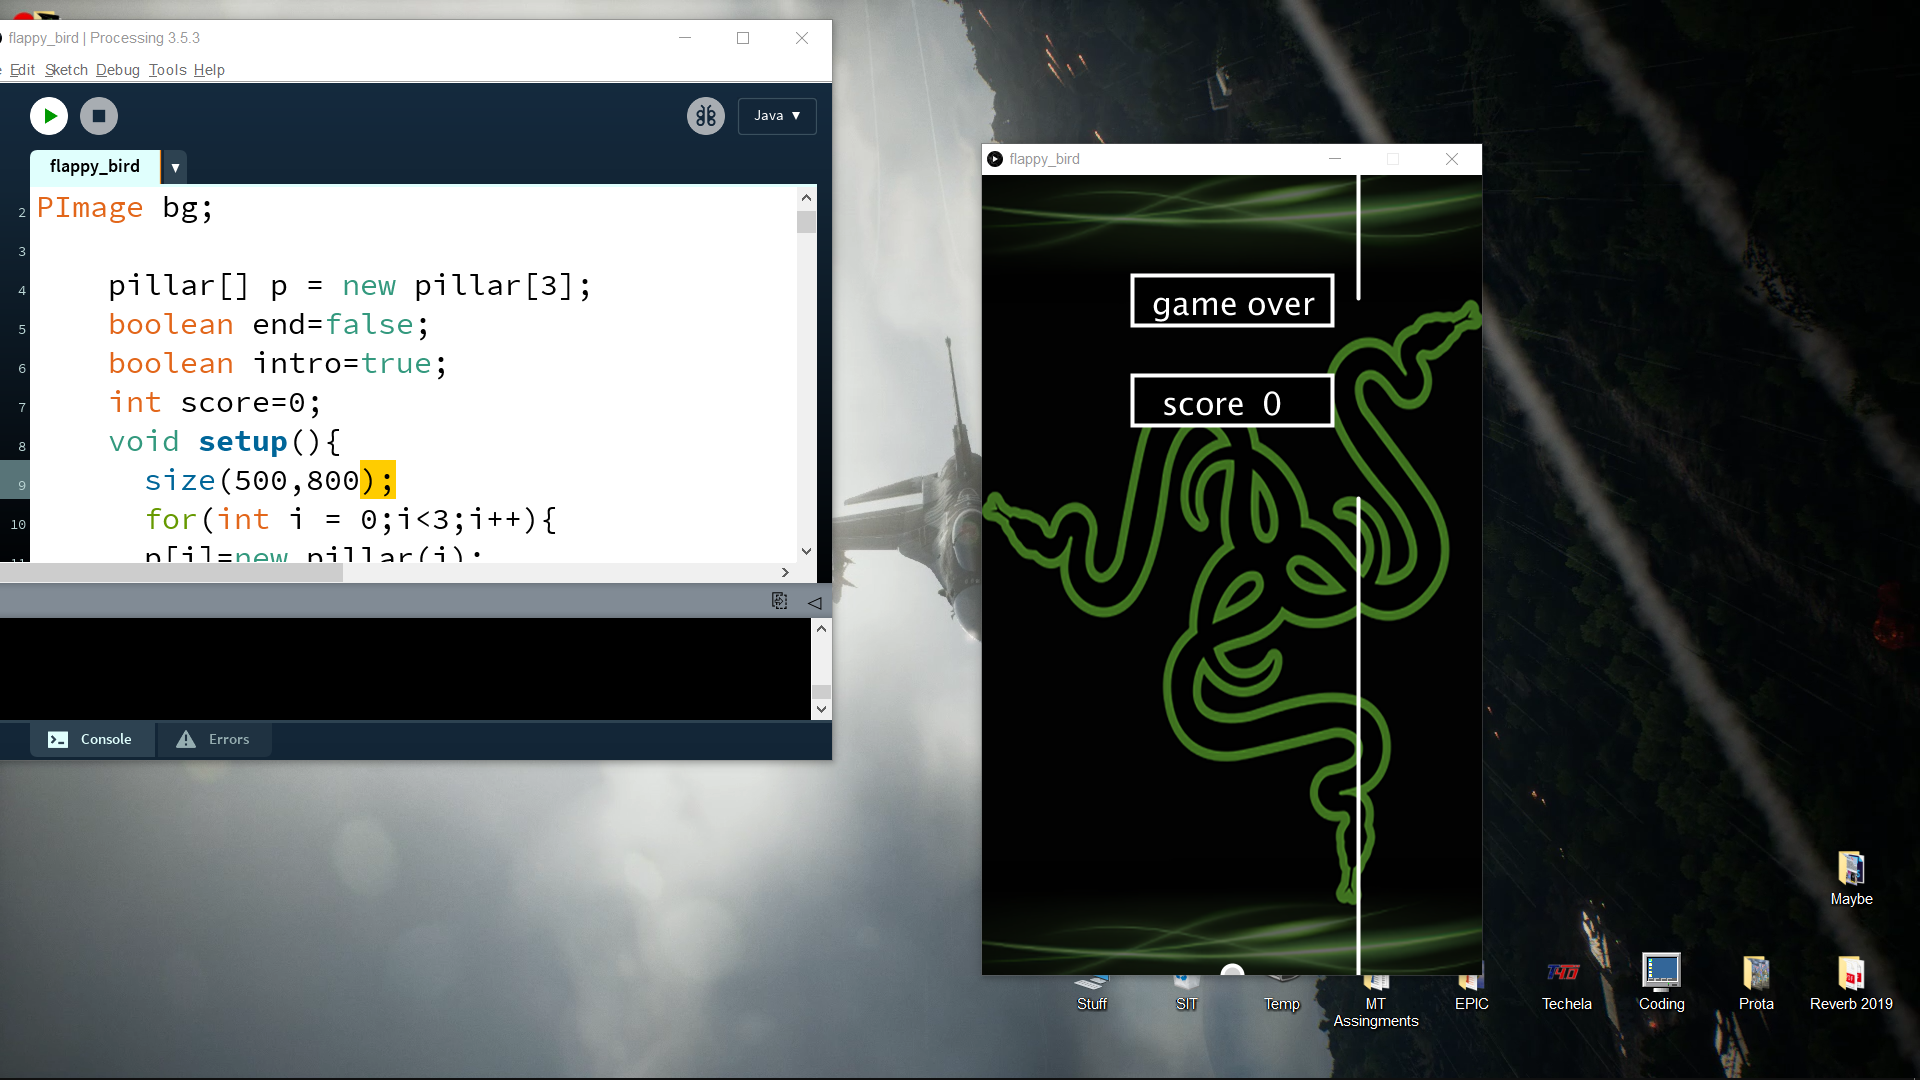 flappy_bird | Processing 3.5.3
Edit Sketch Debug Tools Help
Java ▼
flappy_bird ▼
2 PImage bg;
3
4 pillar[] p = new pillar[3];
5 boolean end=false;
6 boolean intro=true;
7 int score=0;
8 void setup(){
9 size(500,800);
10 for(int i = 0;i<3;i++){
11 p[i]=new pillar(i);
Console
Errors
flappy_bird
game over
score 0
Maybe
Stuff
SIT
Temp
MT
Assingments
EPIC
Techela
Coding
Prota
Reverb 2019